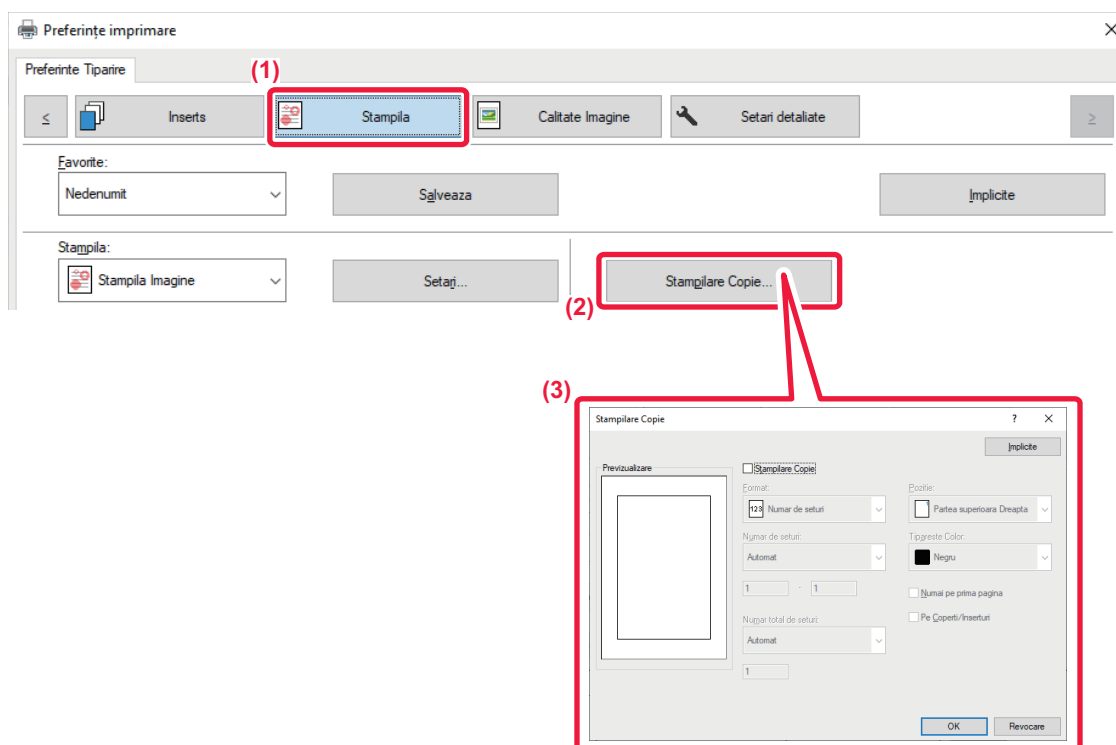 Preferințe imprimare
Preferinte Tiparire
(1)
<
Inserts
Stampila
Calitate Imagine
Setari detaliate
>
Favorite:
Nedenumit
Salveaza
Implicite
Stampila:
Stampila Imagine
Setari...
Stampilare Copie...
(2)
(3)
Stampilare Copie
?
Implicite
Previzualizare
Stampilare Copie
Format:
Pozitie:
123 Numar de seturi
Partea superioara Dreapta
Numar de seturi:
Tipgreste Color:
Automat
Negru
1 - 1
Numai pe prima pagina
Numar total de seturi:
Pe Coperti/Inserturi
Automat
1
OK
Revocare